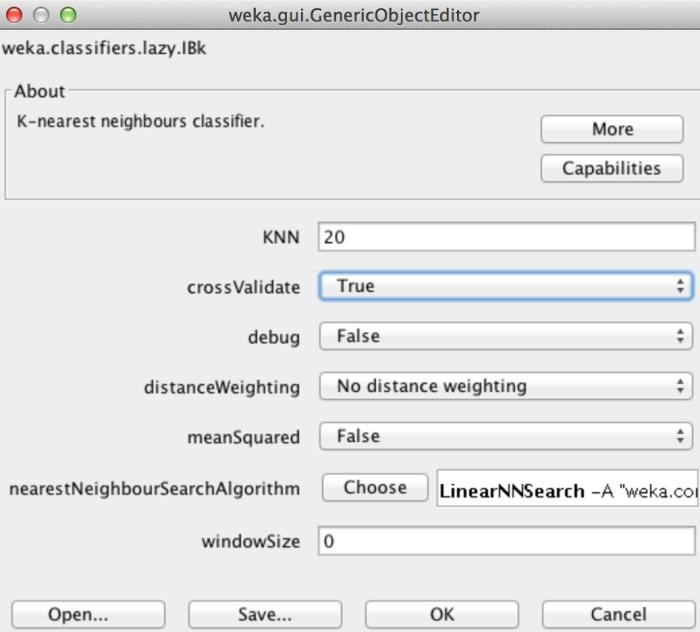 weka.gui.GenericObjectEditor
weka.classifiers.lazy.IBk
About
K-nearest neighbours classifier.
More
Capabilities
KNN 20
crossValidate True
debug False
distanceWeighting No distance weighting
meanSquared False
nearestNeighbourSearchAlgorithm Choose LinearNNSearch -A "weka.co
windowSize 0
Open... Save... OK Cancel